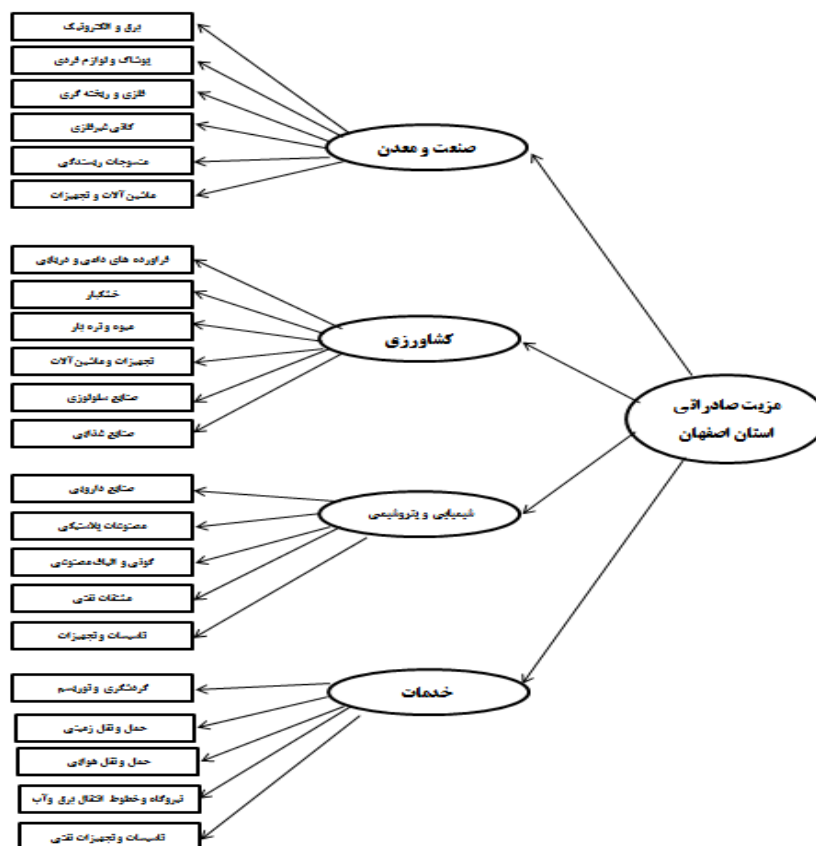 مزیت صادراتی
استان اصفهان
صنعت و معدن
برق و الکترونیک
پوشاک و لوازم فردی
فلزی و ریخته گری
کانی غیرفلزی
منسوجات ریسندگی
ماشین آلات و تجهیزات
کشاورزی
فراورده های دامی و دریایی
خشکبار
میوه و تره بار
تجهیزات و ماشین آلات
صنایع سلولوزی
صنایع غذایی
شیمیایی و پتروشیمی
صنایع دارویی
مصنوعات پلاستیکی
گونی و الیاف مصنوعی
مشتقات نفتی
تاسیسات و تجهیزات
خدمات
گردشگری و توریسم
حمل و نقل زمینی
حمل و نقل هوایی
نیروگاه و خطوط انتقال برق و آب
تاسیسات و تجهیزات نفتی